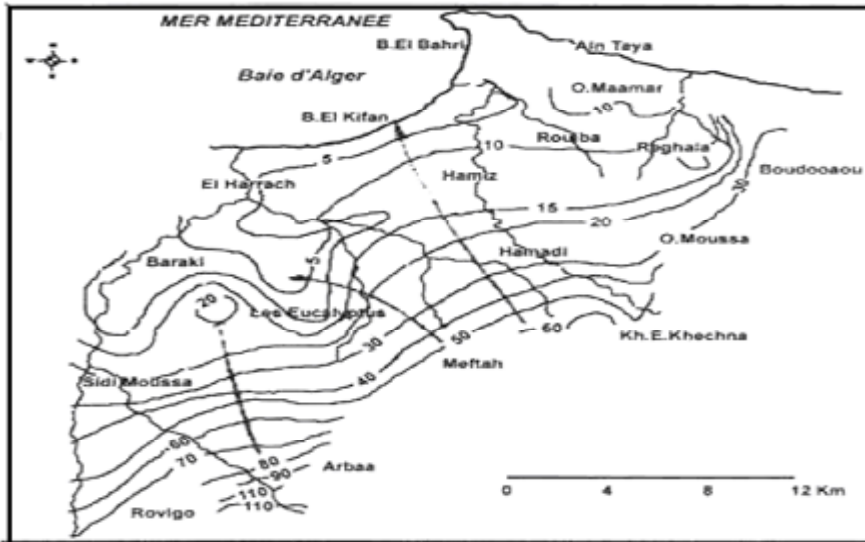 MER MEDITERRANEE
B.El Bahri
Ain Taya
Baie d'Alger
O.Maamar
B.El Kifan
10
Rouiba
Reghaia
5
10
Hamiz
El Harrach
Boudooaou
30
15
20
O.Moussa
Hamadi
Baraki
5
20
Les Eucalyptus
60
50
30
Kh.E.Khechna
Meftah
40
Sidi Moussa
60
70
80
Arbaa
90
110
110
Rovigo
0 4 8 12 Km